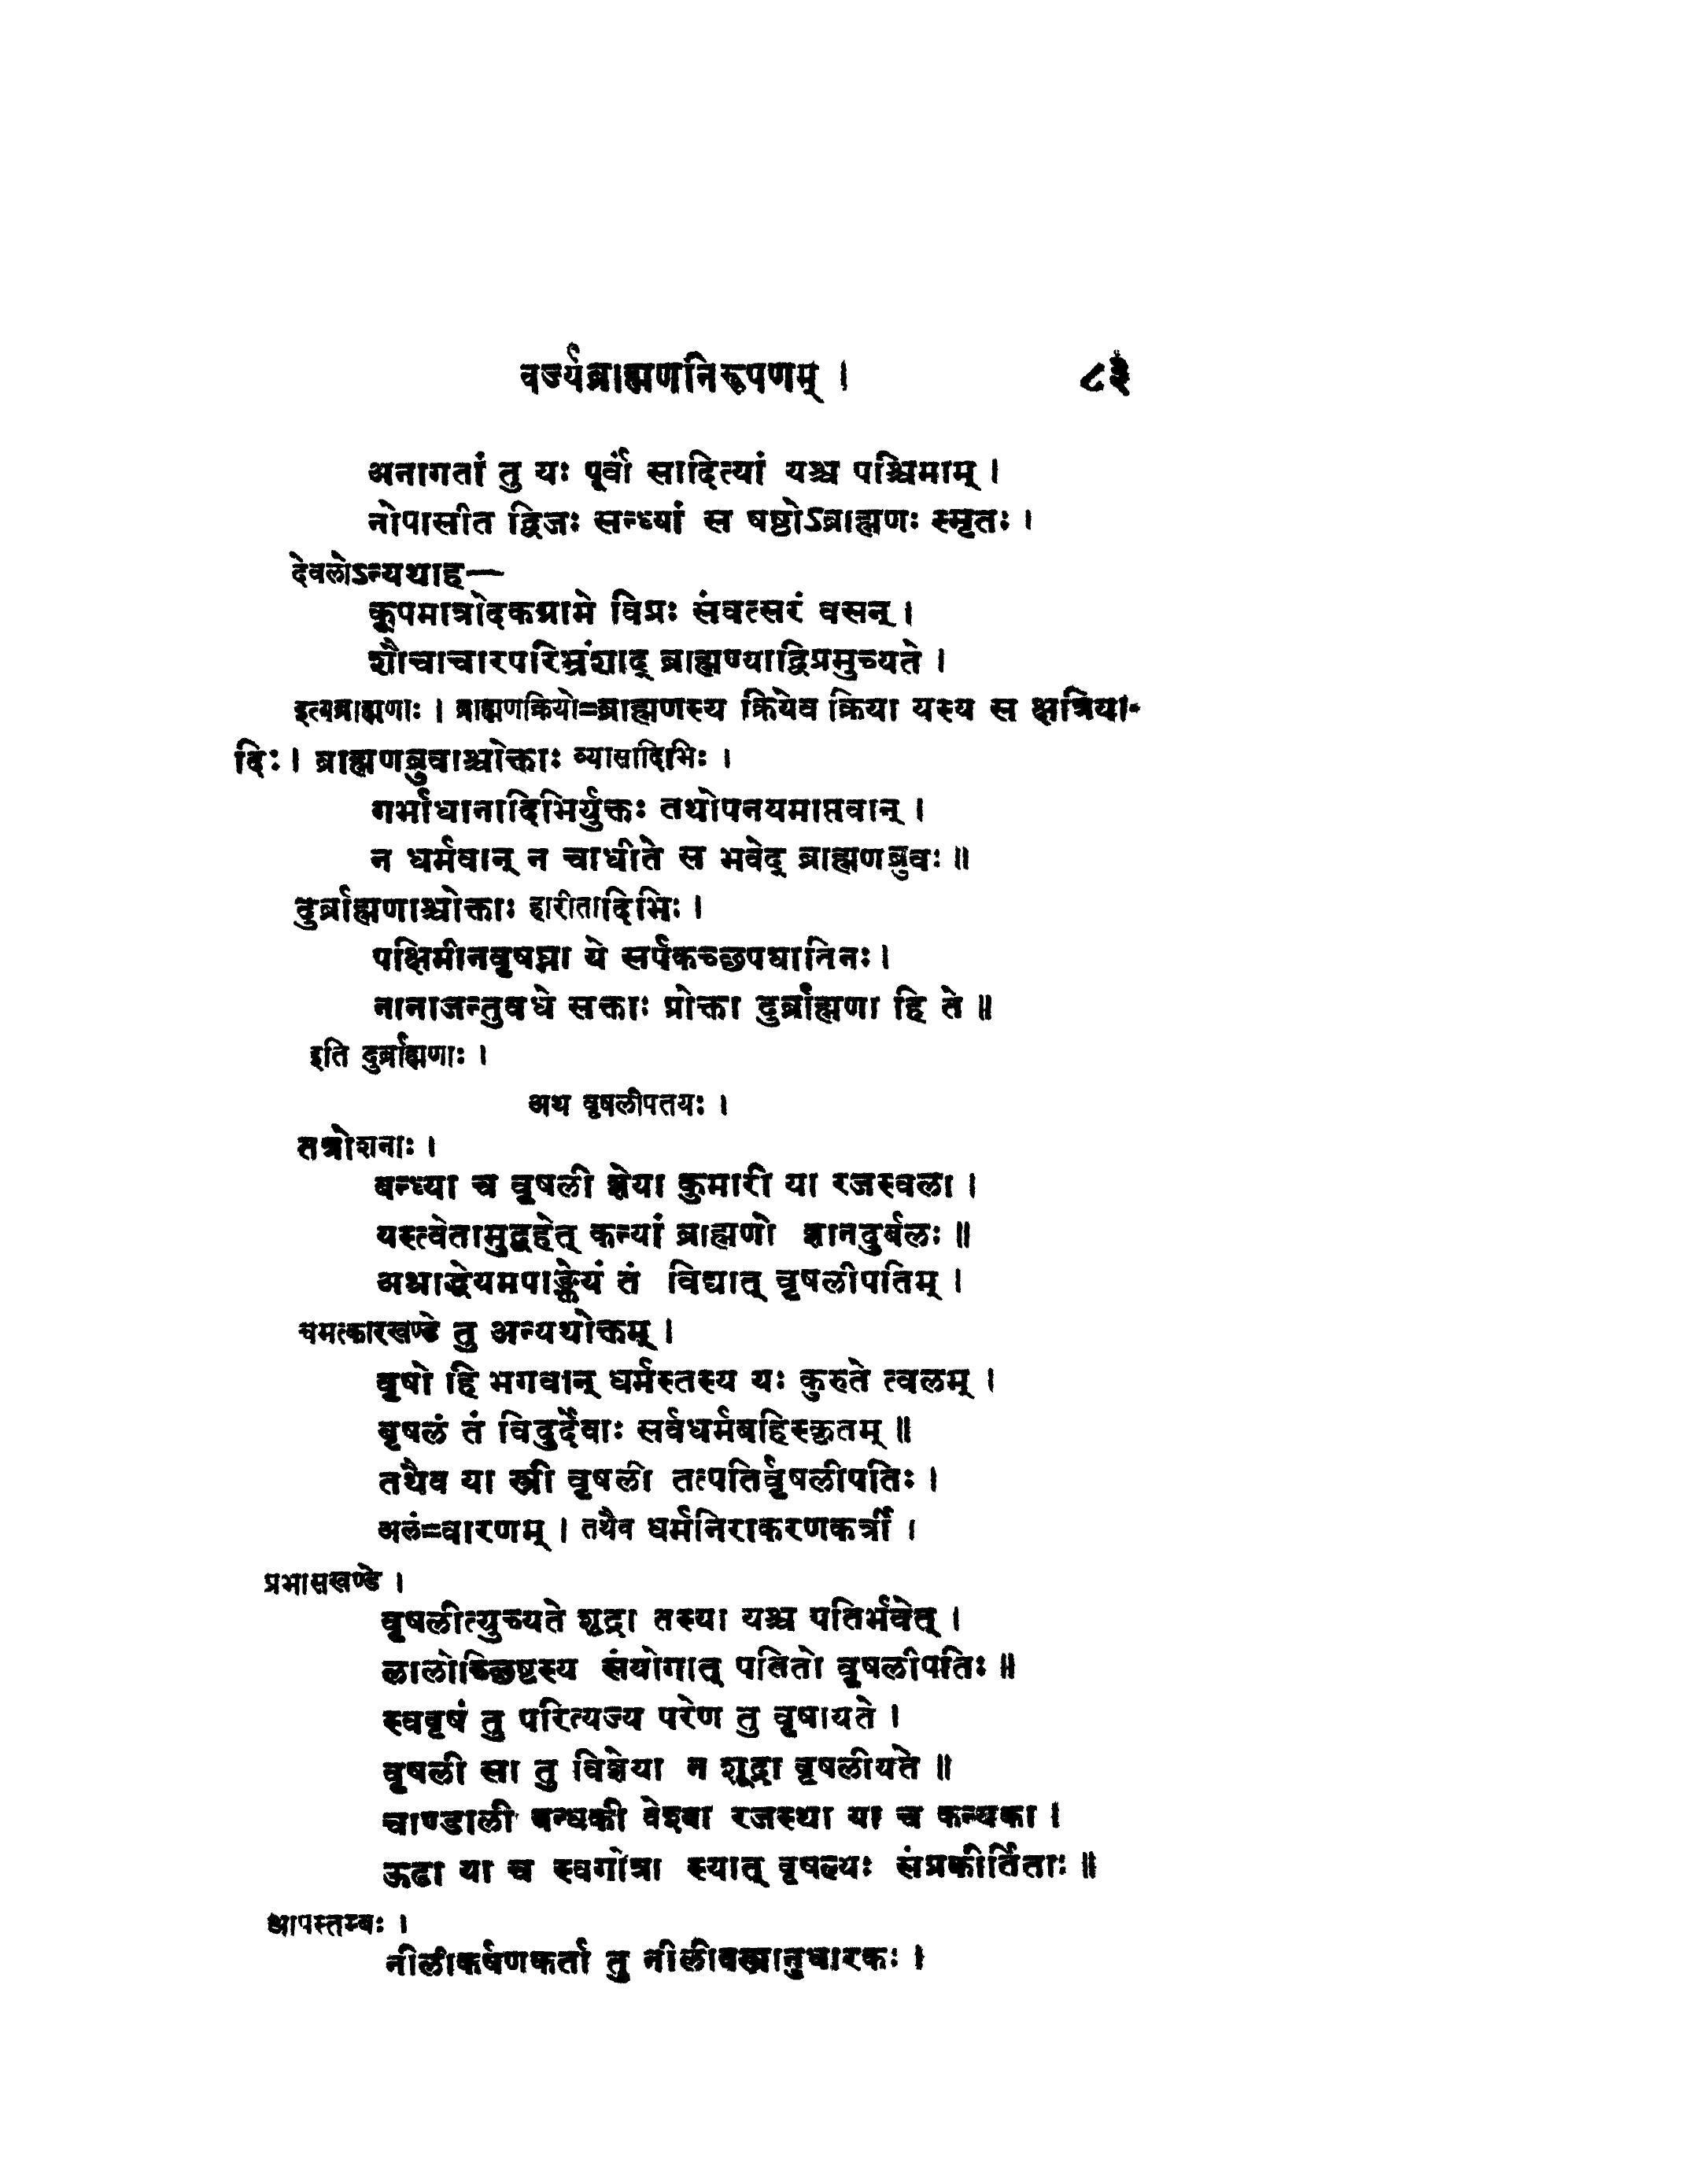 वर्ज्यब्राह्मणनिरूपणम् । ८३
अनागतां तु यः पूर्वां सादित्यां यश्च पश्चिमाम् ।
नोपासीत द्विजः सन्ध्यां स षष्ठोऽब्राह्मणः स्मृतः ।
देवलोऽन्यथाह—
कूपमात्रोदकग्रामे विप्रः संवत्सरं वसन् ।
शौचाचारपरिभ्रंशाद् ब्राह्मण्याद्विप्रमुच्यते ।
इत्यब्राह्मणाः । ब्राह्मणक्रियो=ब्राह्मणस्य क्रियेव क्रिया यस्य स क्षत्रिया-
दिः । ब्राह्मणब्रुवाश्चोक्ताः व्यासादिभिः ।
गर्भाधानादिभिर्युक्तः तथोपनयमाप्तवान् ।
न धर्मवान् न चाधीते स भवेद् ब्राह्मणब्रुवः ॥
दुर्ब्राह्मणाश्चोक्ताः हारीतादिभिः ।
पक्षिमीनवृषघ्ना ये सर्पकच्छपघातिनः ।
नानाजन्तुवधे सक्ताः प्रोक्ता दुर्ब्राह्मणा हि ते ॥
इति दुर्ब्राह्मणाः ।
अथ वृषलीपतयः ।
तत्रोशनाः ।
बन्ध्या च वृषली ज्ञेया कुमारी या रजस्वला ।
यस्त्वेतामुद्वहेत् कन्यां ब्राह्मणो ज्ञानदुर्बलः ॥
अश्राद्धेयमपाङ्क्तेयं तं विद्यात् वृषलीपतिम् ।
चमत्कारखण्डे तु अन्यथोक्तम् ।
वृषो हि भगवान् धर्मस्तस्य यः कुरुते त्वलम् ।
बृषलं तं विदुर्देवाः सर्वधर्मबहिस्कृतम् ॥
तथैव या स्त्री वृषली तत्पतिर्वृषलीपतिः ।
अलं=वारणम् । तथैव धर्मनिराकरणकर्त्री ।
प्रभासखण्डे ।
वृषलीत्युच्यते शूद्रा तस्या यश्च पतिर्भवेत् ।
लालोच्छिष्टस्य संयोगात् पतितो वृषलीपतिः ॥
स्ववृषं तु परित्यज्य परेण तु वृषायते ।
वृषली सा तु विज्ञेया न शूद्रा वृषलीयते ॥
चाण्डाली बन्धकी वेश्या रजस्था या च कन्यका ।
ऊढा या च स्वगोत्रा स्यात् वृषल्यः संप्रकीर्तिताः ॥
आपस्तम्बः ।
नीलीकर्षणकर्ता तु नीलीवस्त्रानुधारकः ।